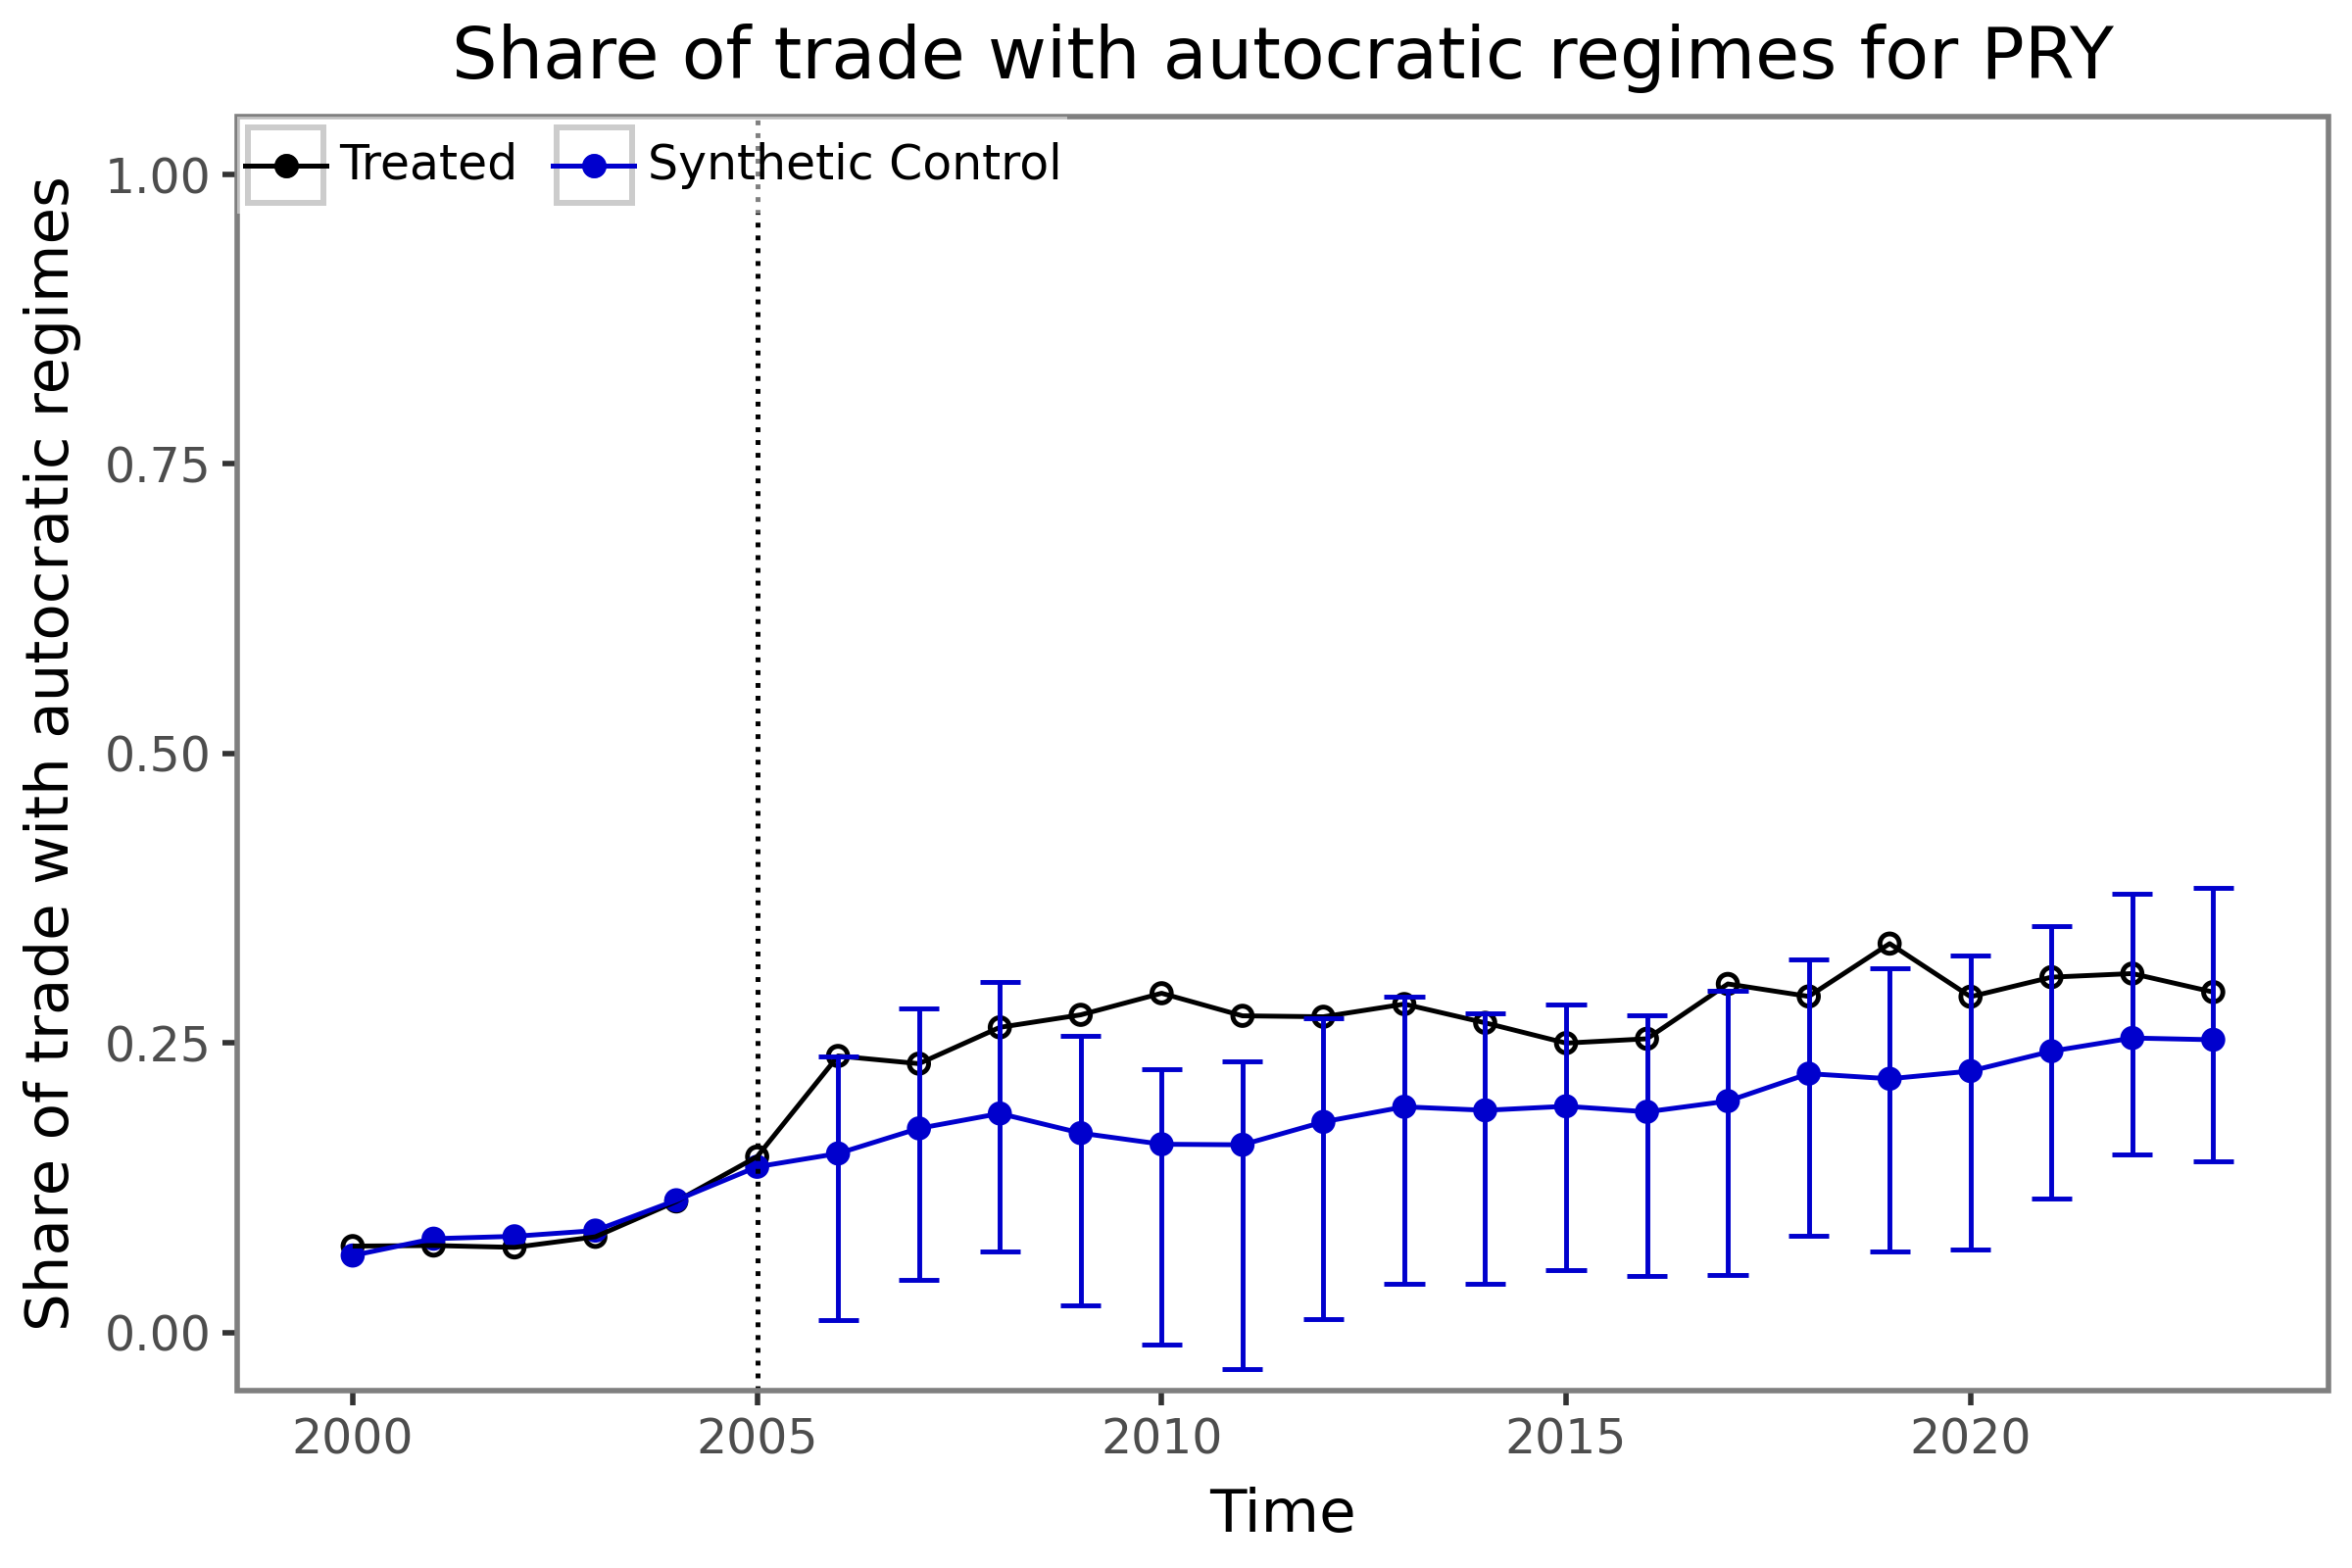 Share of trade with autocratic regimes for PRY
Treated
Synthetic Control
Share of trade with autocratic regimes
1.00
0.75
0.50
0.25
0.00
2000
2005
2010
2015
2020
Time